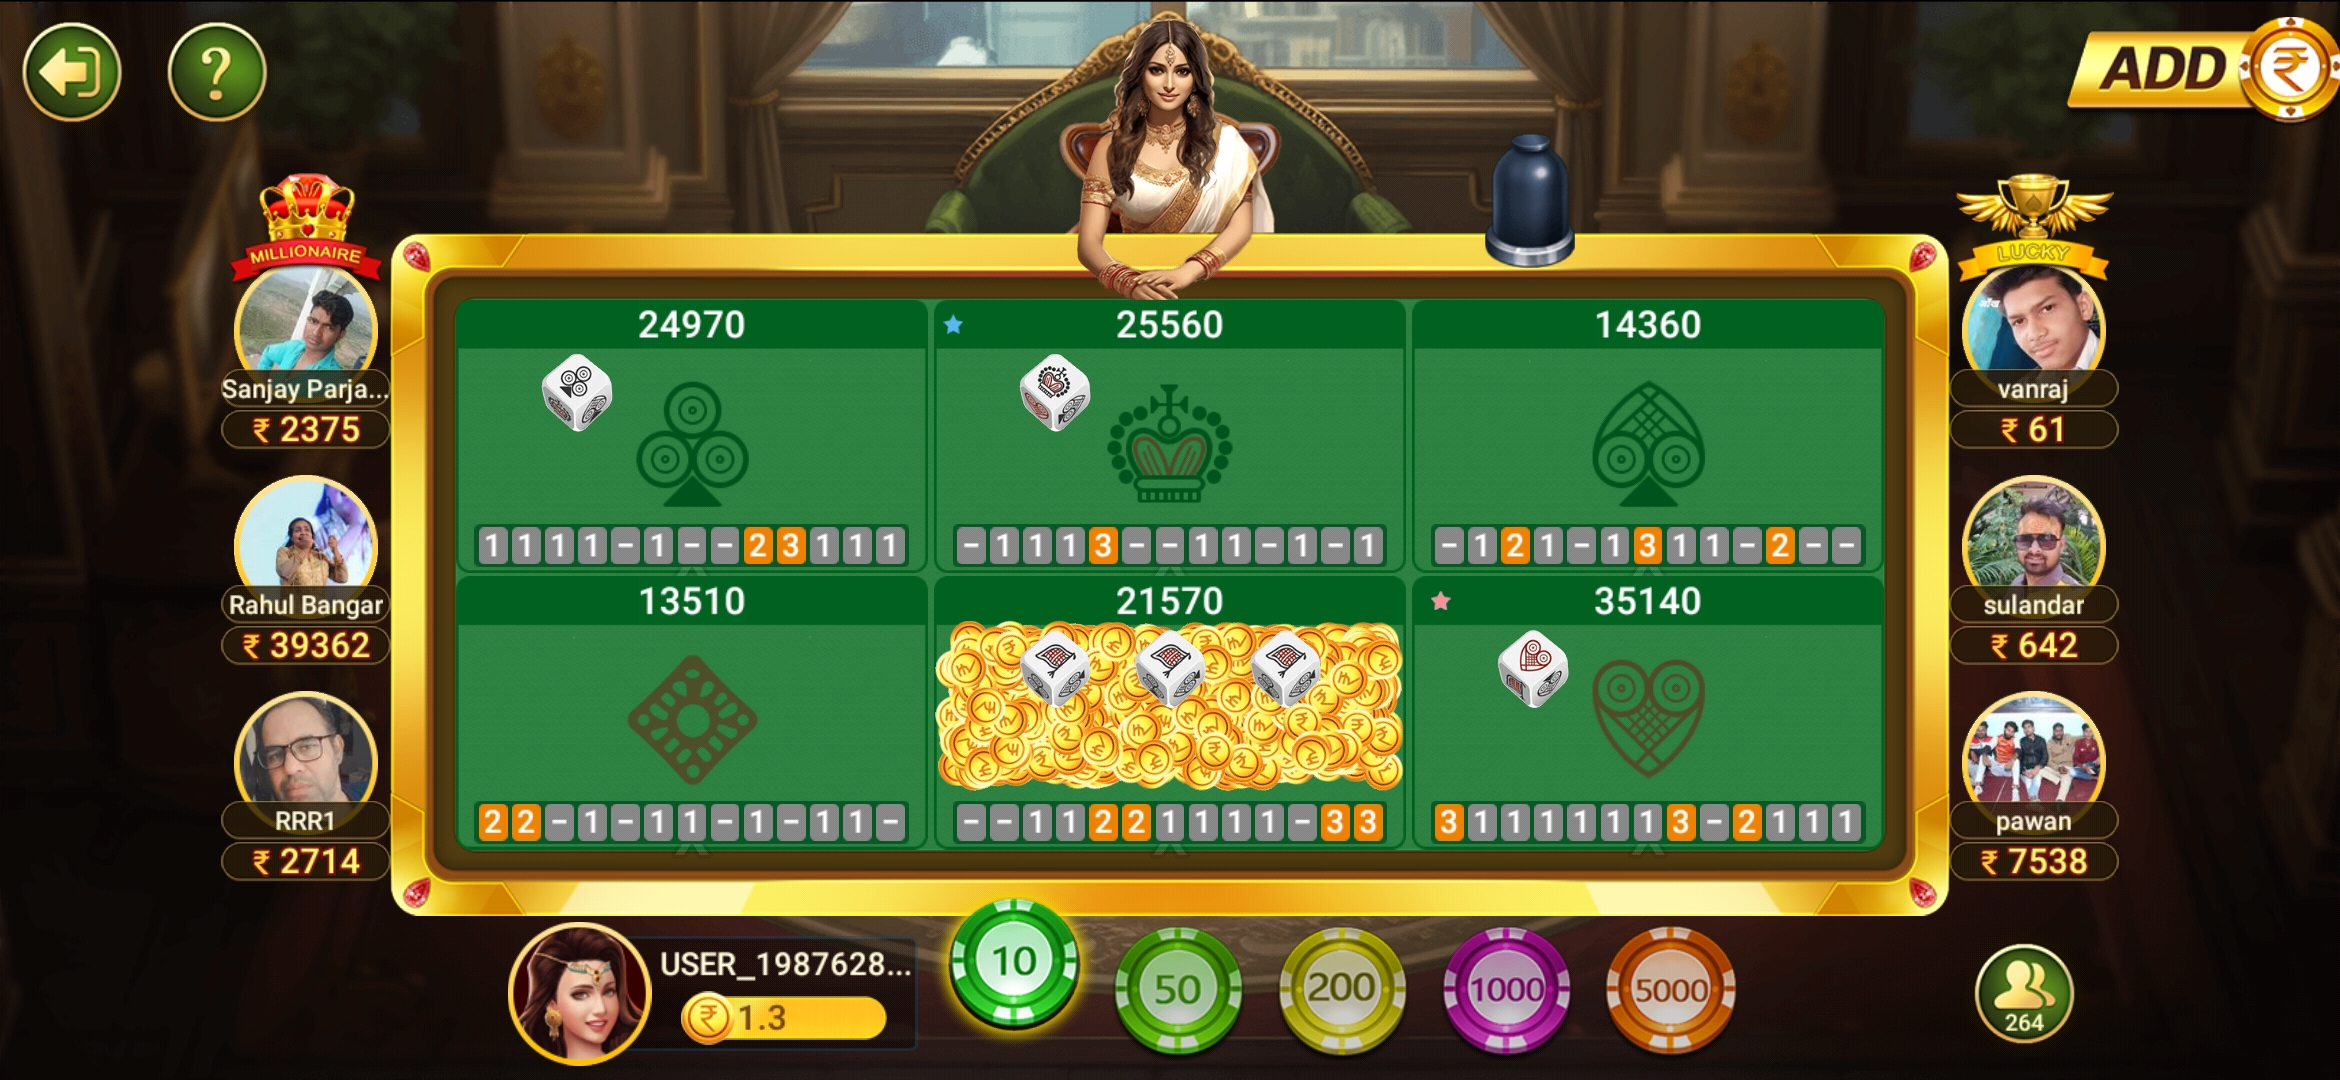 ADD
MILLIONAIRE
LUCKY
24970
25560
14360
Sanjay Parja...
₹ 2375
vanraj
₹ 61
1 1 1 1 - 1 - - 2 3 1 1 1
- 1 1 1 3 - - 1 1 - 1 - 1
- 1 2 1 - 1 3 1 1 - 2 - -
13510
21570
35140
Rahul Bangar
₹ 39362
sulandar
₹ 642
2 2 - 1 - 1 1 - 1 - 1 1 -
- - 1 1 2 2 1 1 1 1 - 3 3
3 1 1 1 1 1 1 3 - 2 1 1 1
RRR1
₹ 2714
pawan
₹ 7538
USER_1987628...
₹ 1.3
10
50
200
1000
5000
264